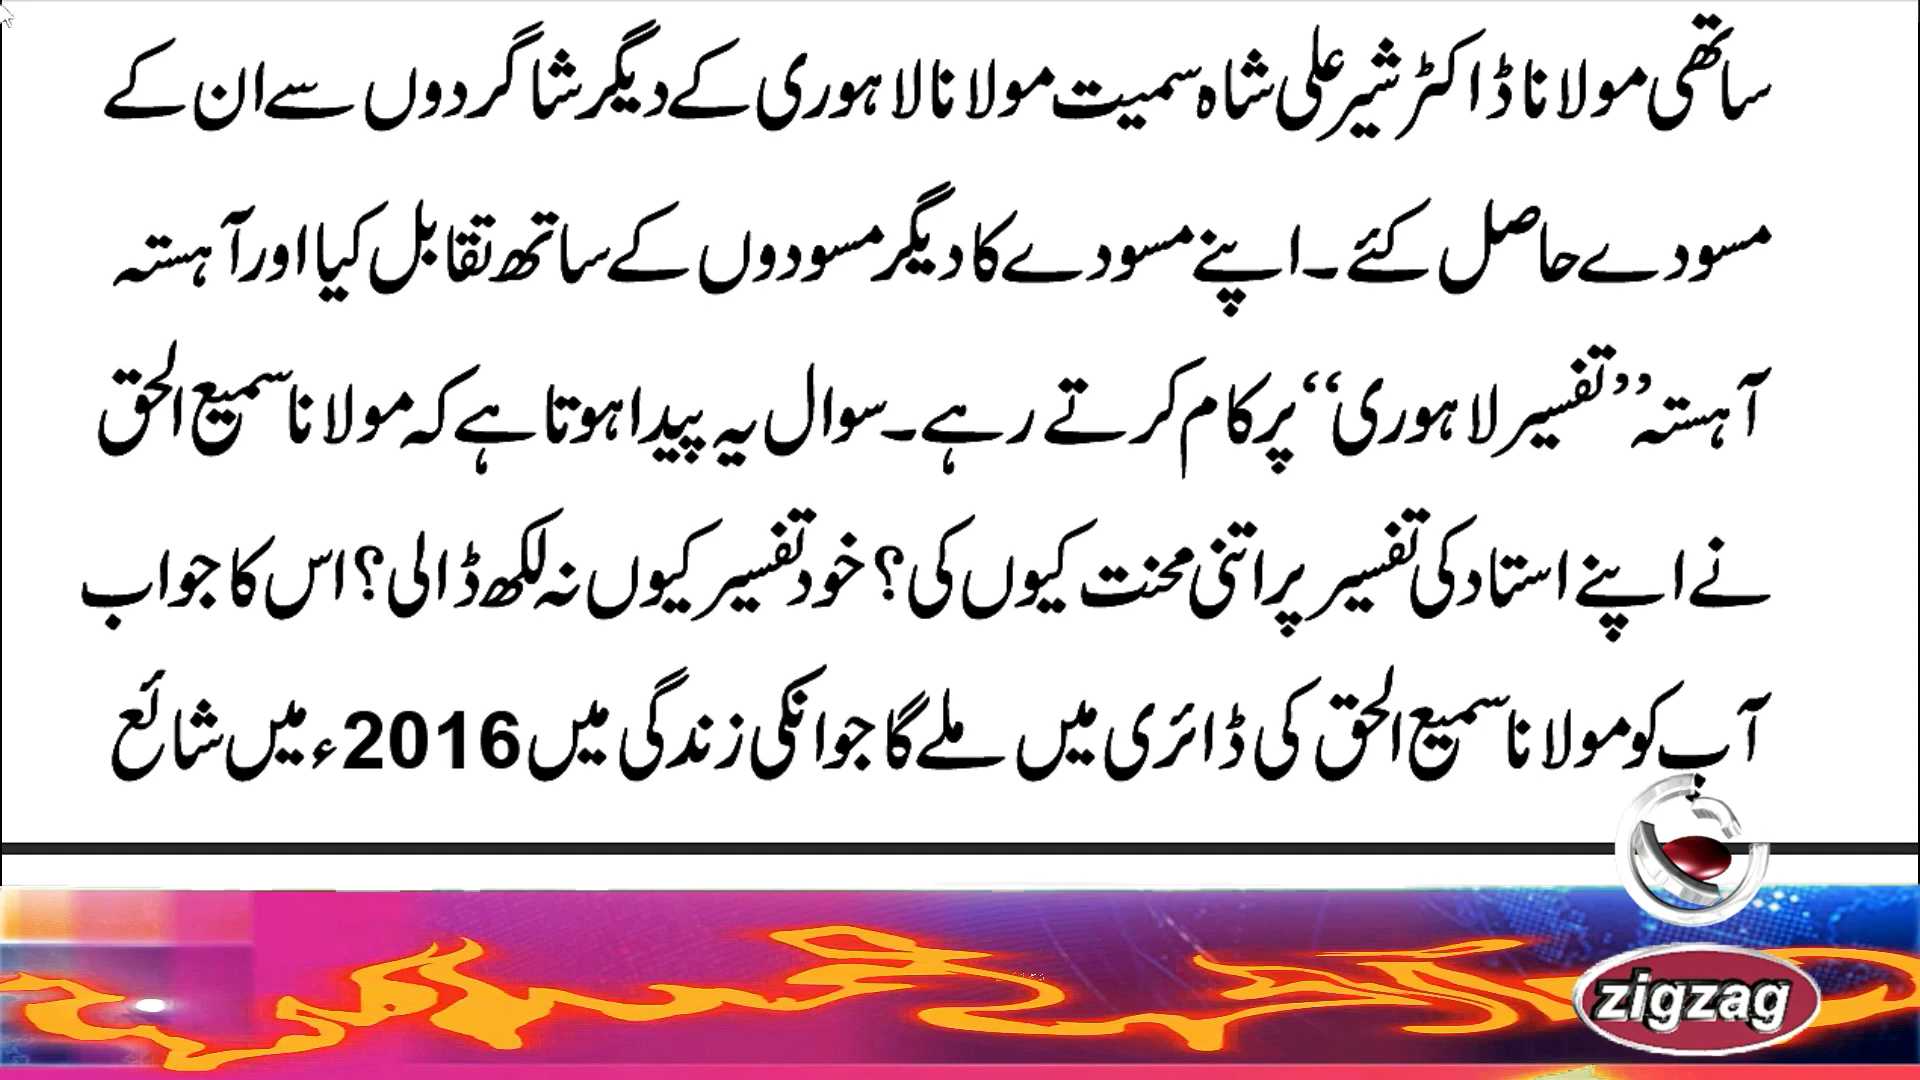 ساتھی مولانا ڈاکٹر شیر علی شاہ سمیت مولانا لاہوری کے دیگر شاگردوں سے ان کے
مسودے حاصل کئے۔ اپنے مسودے کا دیگر مسودوں کے ساتھ تقابل کیا اور آہستہ
آہستہ ’’تفسیر لاہوری‘‘ پر کام کرتے رہے۔ سوال یہ پیدا ہوتا ہے کہ مولانا سمیع الحق
نے اپنے استاد کی تفسیر پر اتنی محنت کیوں کی؟ خود تفسیر کیوں نہ لکھ ڈالی؟ اس کا جواب
آپ کو مولانا سمیع الحق کی ڈائری میں ملے گا جو انکی زندگی میں 2016ء میں شائع
zigzag